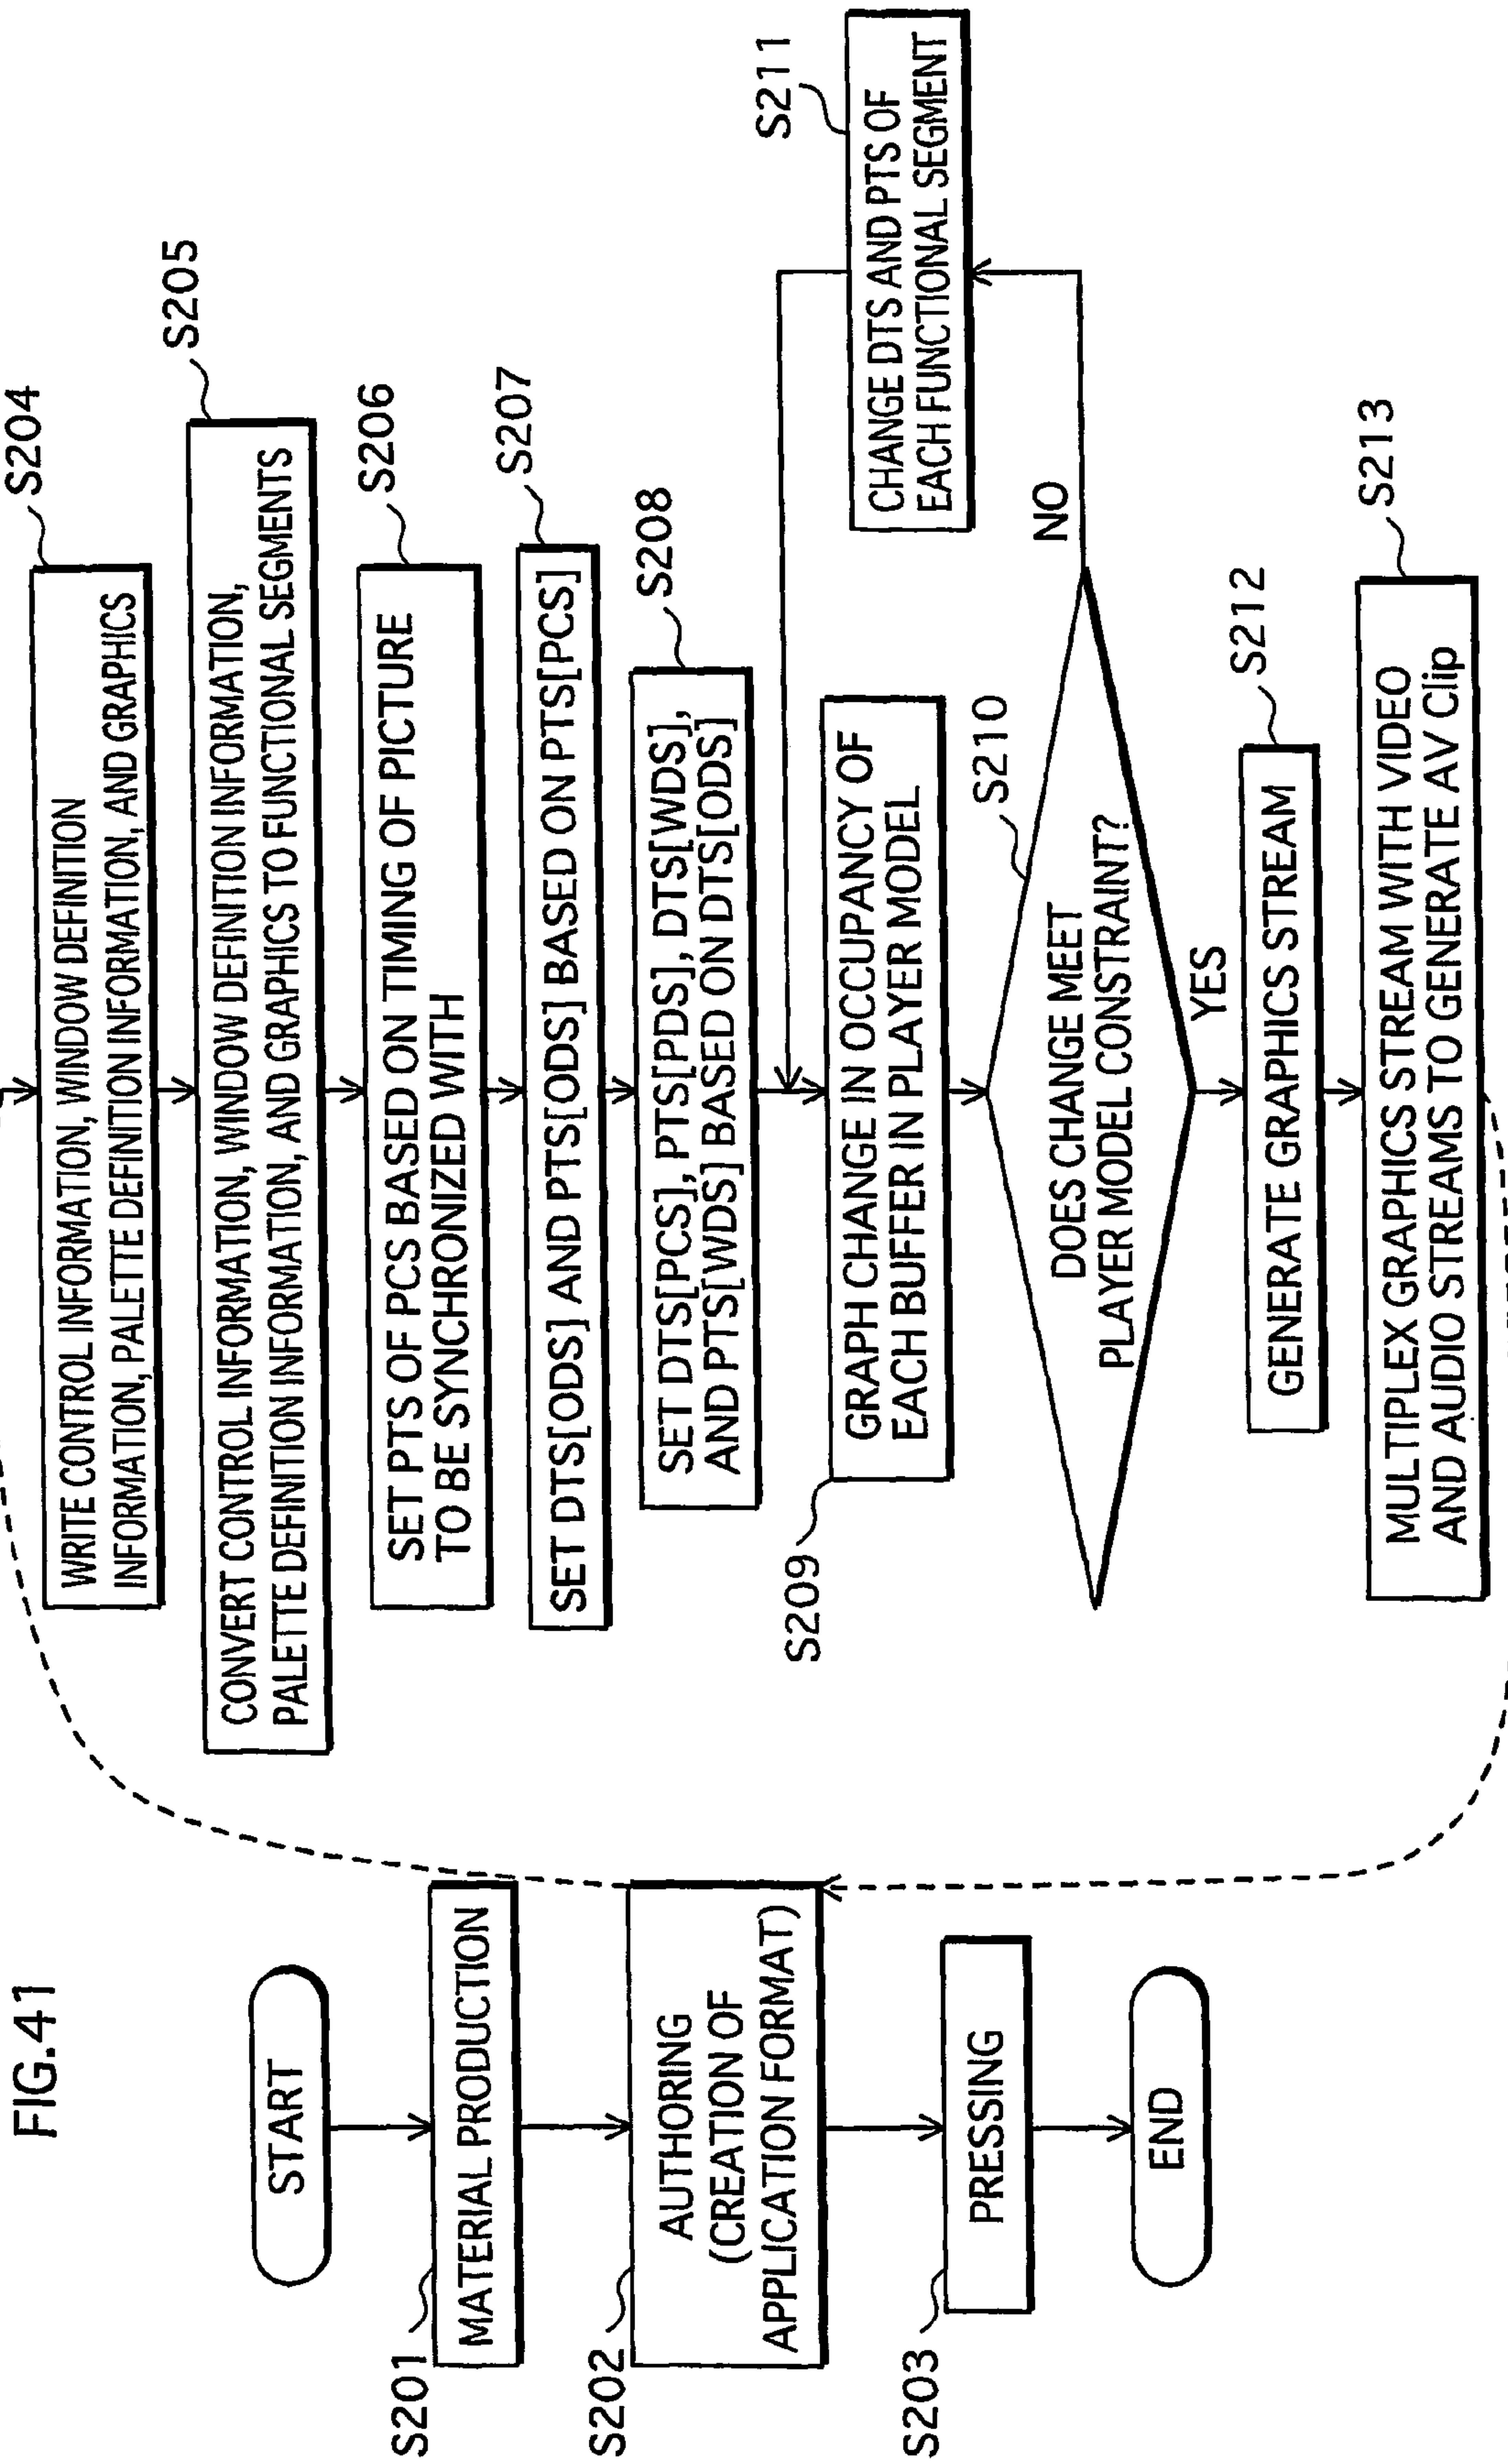 FIG.41
START
S201
MATERIAL PRODUCTION
S202
AUTHORING
(CREATION OF
APPLICATION FORMAT)
S203
PRESSING
END
S204
WRITE CONTROL INFORMATION, WINDOW DEFINITION
INFORMATION, PALETTE DEFINITION INFORMATION, AND GRAPHICS
S205
CONVERT CONTROL INFORMATION, WINDOW DEFINITION INFORMATION,
PALETTE DEFINITION INFORMATION, AND GRAPHICS TO FUNCTIONAL SEGMENTS
S206
SET PTS OF PCS BASED ON TIMING OF PICTURE
TO BE SYNCHRONIZED WITH
S207
SET DTS[ODS] AND PTS[ODS] BASED ON PTS[PCS]
S208
SET DTS[PCS], PTS[PDS], DTS[WDS],
AND PTS[WDS] BASED ON DTS[ODS]
S209
GRAPH CHANGE IN OCCUPANCY OF
EACH BUFFER IN PLAYER MODEL
S210
DOES CHANGE MEET
PLAYER MODEL CONSTRAINT?
NO
S211
CHANGE DTS AND PTS OF
EACH FUNCTIONAL SEGMENT
YES
S212
GENERATE GRAPHICS STREAM
S213
MULTIPLEX GRAPHICS STREAM WITH VIDEO
AND AUDIO STREAMS TO GENERATE AV Clip